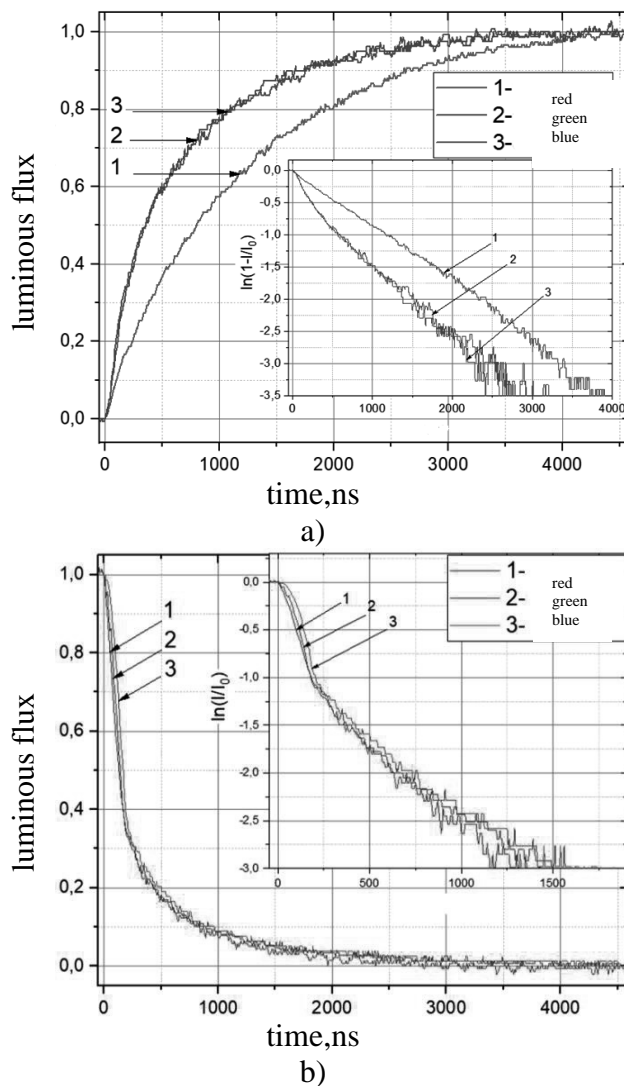 1,0
0,8
0,6
0,4
0,2
0,0
luminous flux
3
2
1
1- red
2- green
3- blue
0,0
-0,5
-1,0
-1,5
-2,0
-2,5
-3,0
-3,5
ln(1-I/I₀)
1
2
3
0 1000 2000 3000 4000
0 1000 2000 3000 4000
time,ns
a)
1,0
0,8
0,6
0,4
0,2
0,0
luminous flux
1
2
3
1- red
2- green
3- blue
0,0
-0,5
-1,0
-1,5
-2,0
-2,5
-3,0
ln(I/I₀)
1
2
3
0 500 1000 1500
0 1000 2000 3000 4000
time,ns
b)